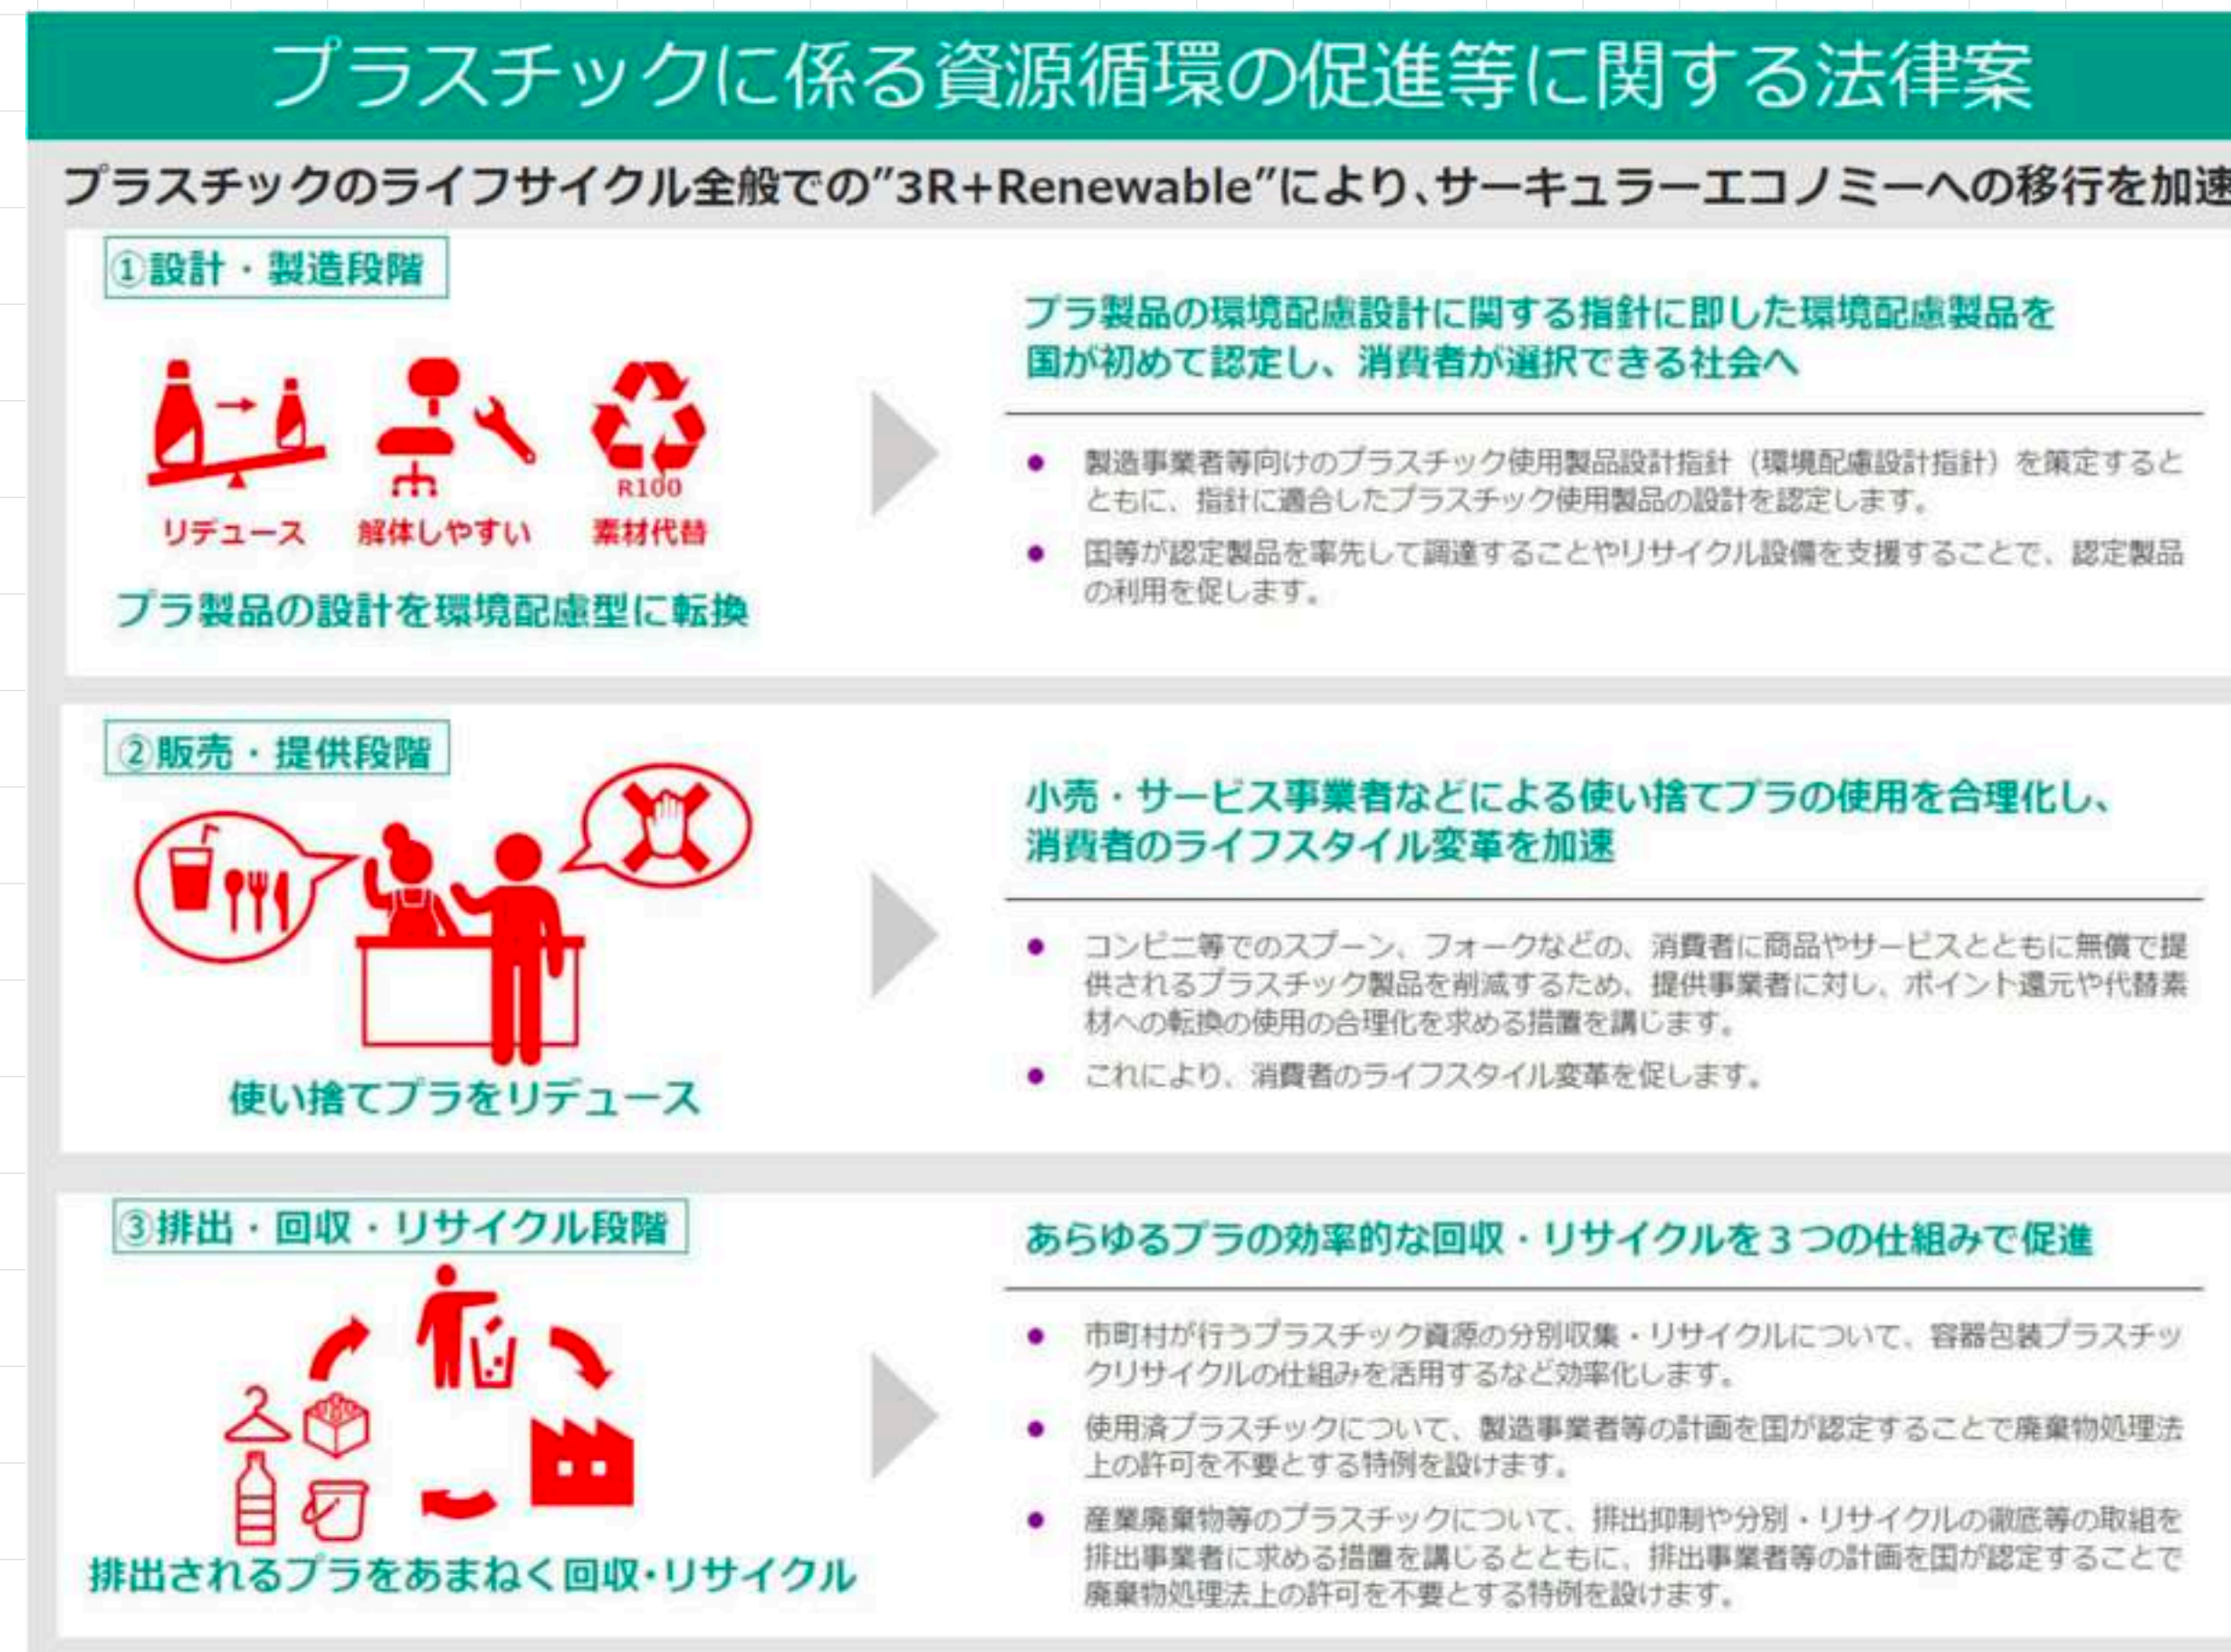 プラスチックに係る資源循環の促進等に関する法律案
プラスチックのライフサイクル全般での”3R+Renewable”により、サーキュラーエコノミーへの移行を加速
①設計・製造段階
リデュース
解体しやすい
R100
素材代替
プラ製品の設計を環境配慮型に転換
プラ製品の環境配慮設計に関する指針に即した環境配慮製品を
国が初めて認定し、消費者が選択できる社会へ
● 製造事業者等向けのプラスチック使用製品設計指針（環境配慮設計指針）を策定すると
ともに、指針に適合したプラスチック使用製品の設計を認定します。
● 国等が認定製品を率先して調達することやリサイクル設備を支援することで、認定製品
の利用を促します。
②販売・提供段階
使い捨てプラをリデュース
小売・サービス事業者などによる使い捨てプラの使用を合理化し、
消費者のライフスタイル変革を加速
● コンビニ等でのスプーン、フォークなどの、消費者に商品やサービスとともに無償で提
供されるプラスチック製品を削減するため、提供事業者に対し、ポイント還元や代替素
材への転換の使用の合理化を求める措置を講じます。
● これにより、消費者のライフスタイル変革を促します。
③排出・回収・リサイクル段階
排出されるプラをあまねく回収・リサイクル
あらゆるプラの効率的な回収・リサイクルを３つの仕組みで促進
● 市町村が行うプラスチック資源の分別収集・リサイクルについて、容器包装プラスチッ
クリサイクルの仕組みを活用するなど効率化します。
● 使用済プラスチックについて、製造事業者等の計画を国が認定することで廃棄物処理法
上の許可を不要とする特例を設けます。
● 産業廃棄物等のプラスチックについて、排出抑制や分別・リサイクルの徹底等の取組を
排出事業者に求める措置を講じるとともに、排出事業者等の計画を国が認定することで
廃棄物処理法上の許可を不要とする特例を設けます。